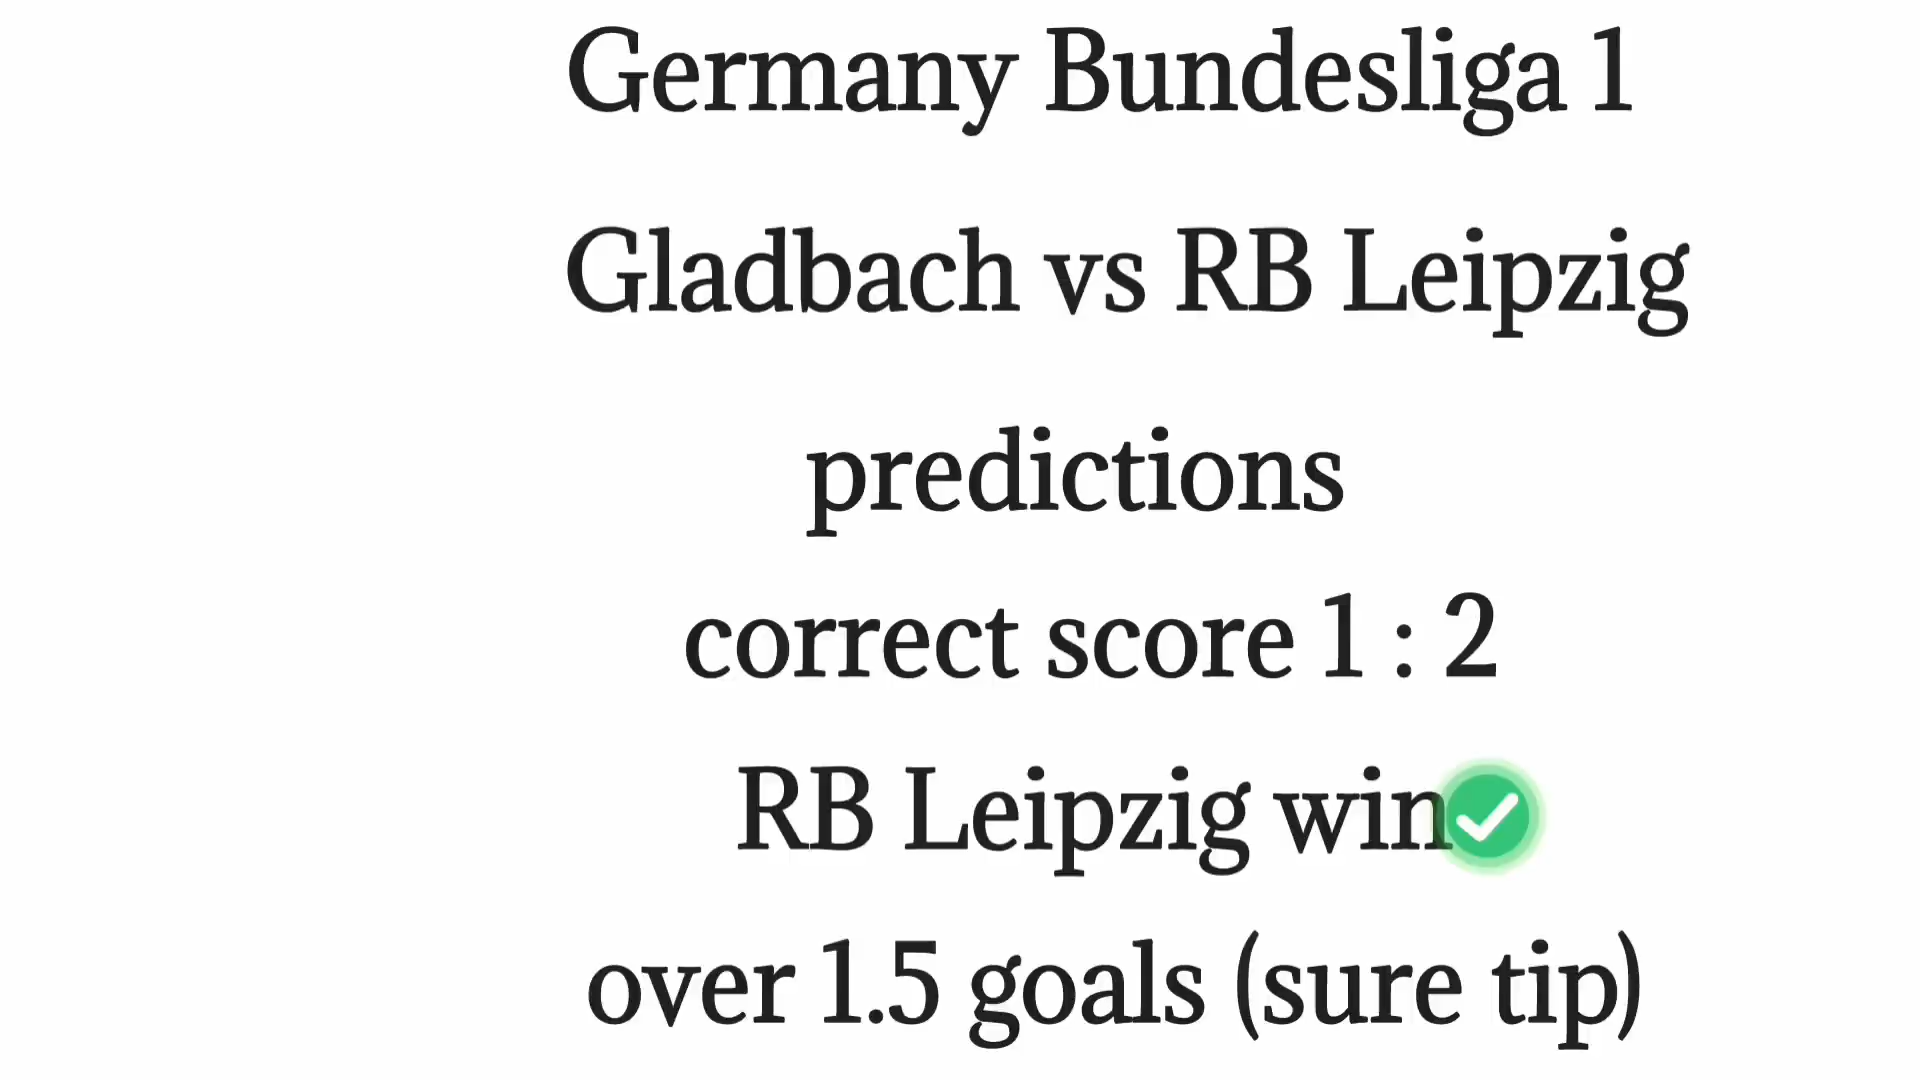 Germany Bundesliga 1
Gladbach vs RB Leipzig
predictions
correct score 1 : 2
RB Leipzig win
over 1.5 goals (sure tip)